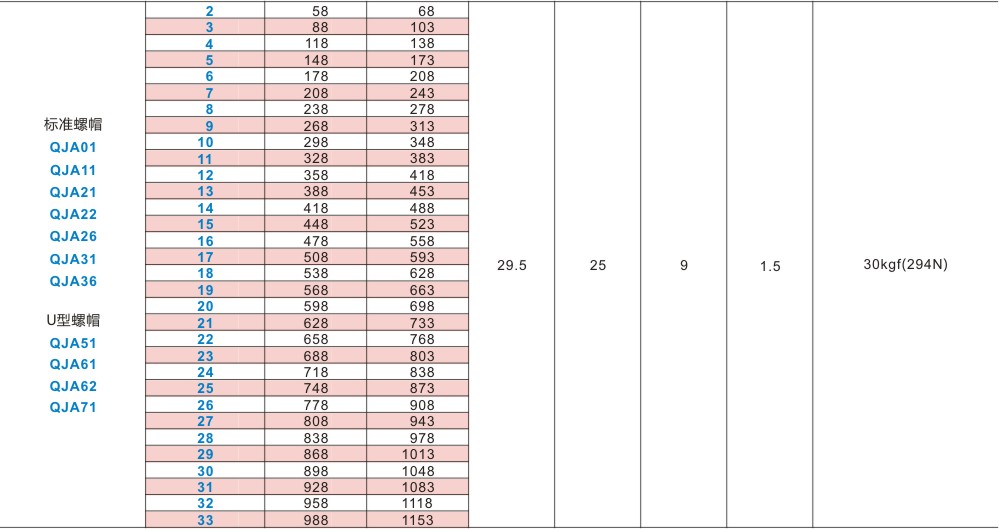 2 58 68
3 88 103
4 118 138
5 148 173
6 178 208
7 208 243
8 238 278
标准螺帽 9 268 313
QJA01 10 298 348
QJA11 11 328 383
12 358 418
QJA21 13 388 453
QJA22 14 418 488
15 448 523
QJA26 16 478 558
QJA31 17 508 593 29.5 25 9 1.5 30kgf(294N)
QJA36 18 538 628
19 568 663
20 598 698
U型螺帽 21 628 733
QJA51 22 658 768
QJA61 23 688 803
24 718 838
QJA62 25 748 873
QJA71 26 778 908
27 808 943
28 838 978
29 868 1013
30 898 1048
31 928 1083
32 958 1118
33 988 1153